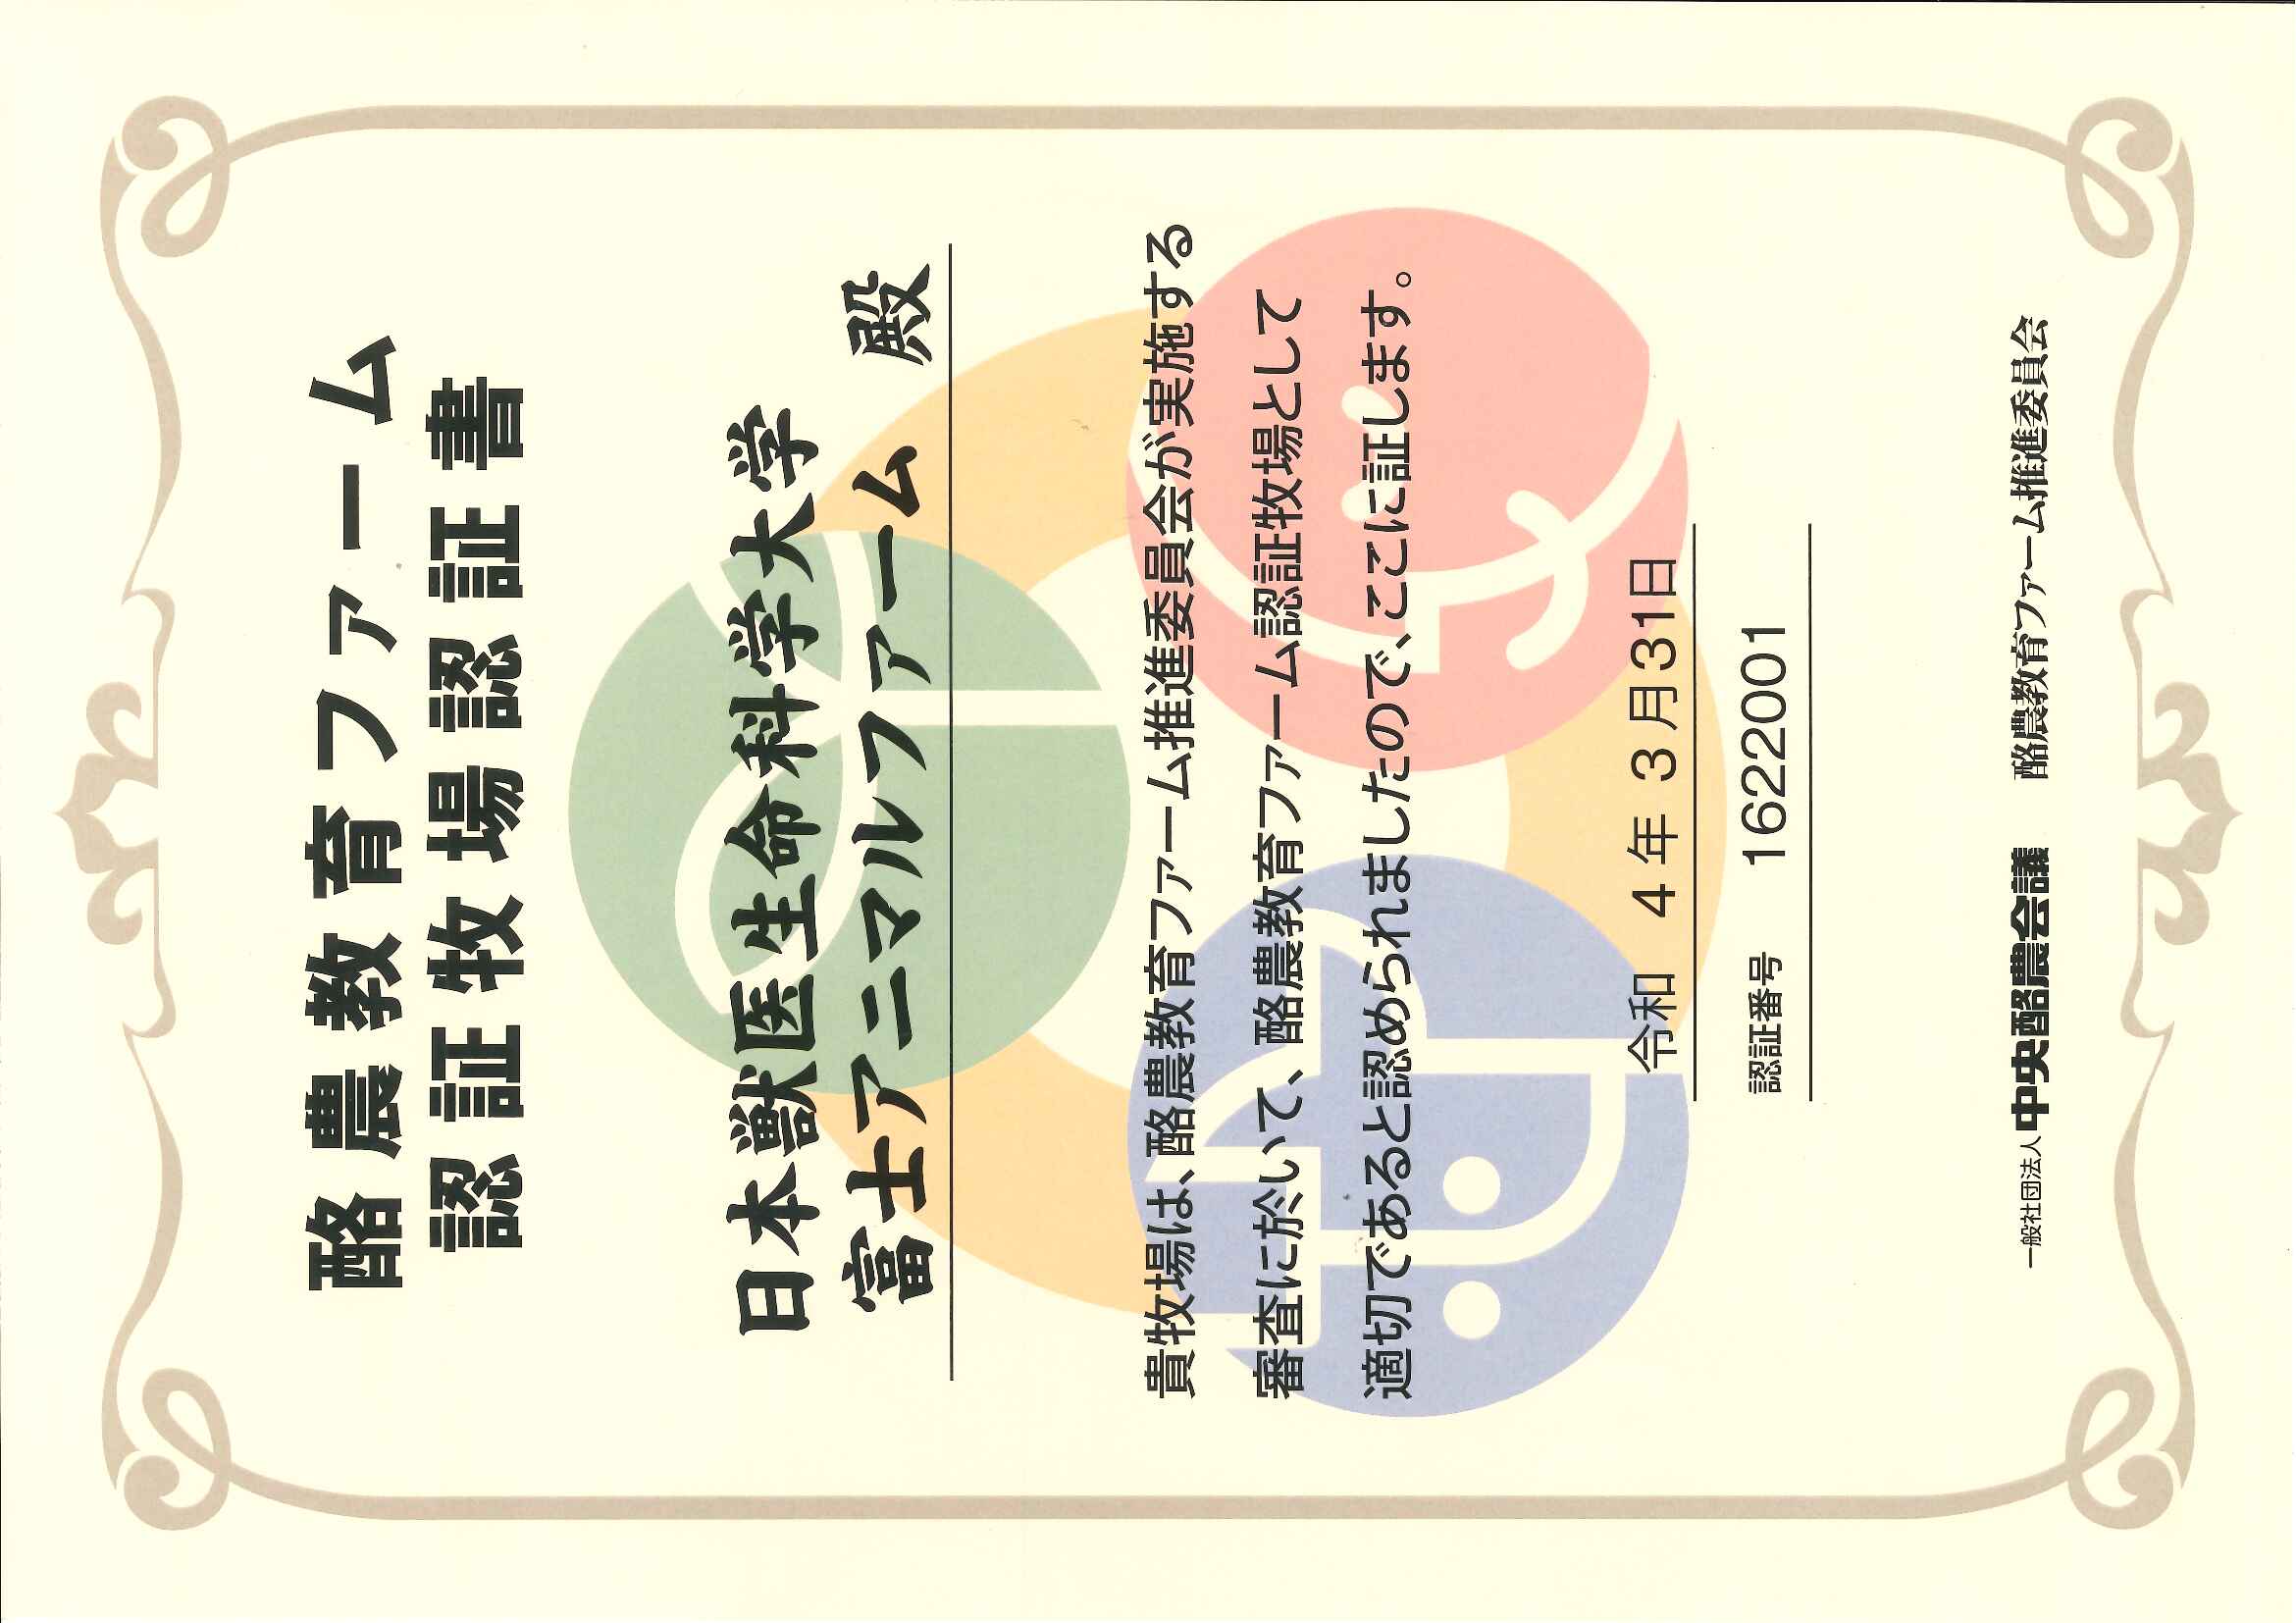 酪農教育ファーム
認証牧場認証書
日本獣医生命科学大学
富士アニマルファーム 殿
貴牧場は、酪農教育ファーム推進委員会が実施する
審査に於いて、酪農教育ファーム認証牧場として
適切であると認められましたので、ここに証します。
令和 4年 3月31日
認証番号 1622001
一般社団法人 中央酪農会議 酪農教育ファーム推進委員会